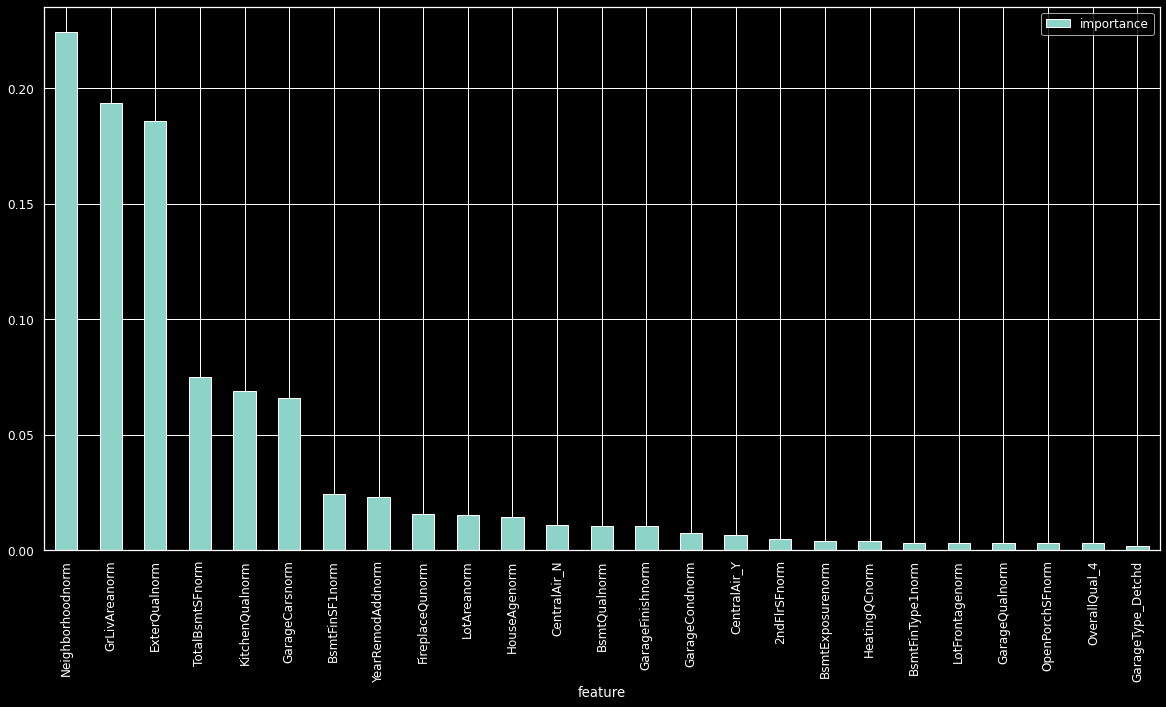 importance
0.20
0.15
0.10
0.05
0.00
Neighborhoodnorm
GrLivAreanorm
ExterQualnorm
TotalBsmtSFnorm
KitchenQualnorm
GarageCarsnorm
BsmtFinSF1norm
YearRemodAddnorm
FireplaceQunorm
LotAreanorm
HouseAgenorm
CentralAir_N
BsmtQualnorm
GarageFinishnorm
GarageCondnorm
CentralAir_Y
2ndFlrSFnorm
BsmtExposurenorm
HeatingQCnorm
BsmtFinType1norm
LotFrontagenorm
GarageQualnorm
OpenPorchSFnorm
OverallQual_4
GarageType_Detchd
feature